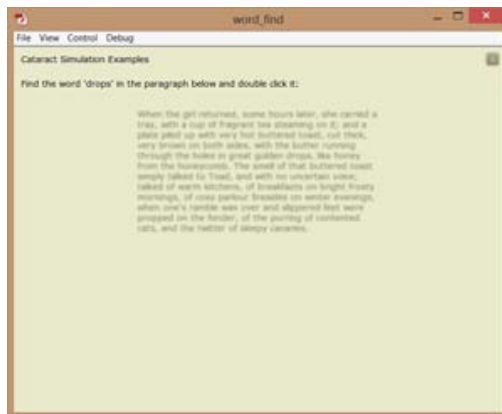 word_find
File View Control Debug
Cataract Simulation Examples
Find the word 'drops' in the paragraph below and double click it:
When the girl returned, some hours later, she carried a
tray, with a cup of fragrant tea steaming on it; and a
plate piled up with very hot buttered toast, cut thick,
very brown on both sides, with the butter running
through the holes in great golden drops, like honey
from the honeycomb. The smell of that buttered toast
simply talked to Toad, and with no uncertain voice;
talked of warm kitchens, of breakfasts on bright frosty
mornings, of cosy parlour firesides on winter evenings,
when one's ramble was over and slippered feet were
propped on the fender, of the purring of contented
cats, and the twitter of sleepy canaries.